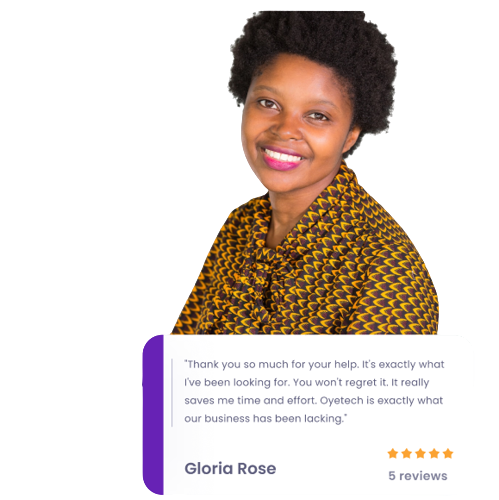 "Thank you so much for your help. It's exactly what
I've been looking for. You won't regret it. It really
saves me time and effort. Oyetech is exactly what
our business has been lacking."
Gloria Rose
5 reviews